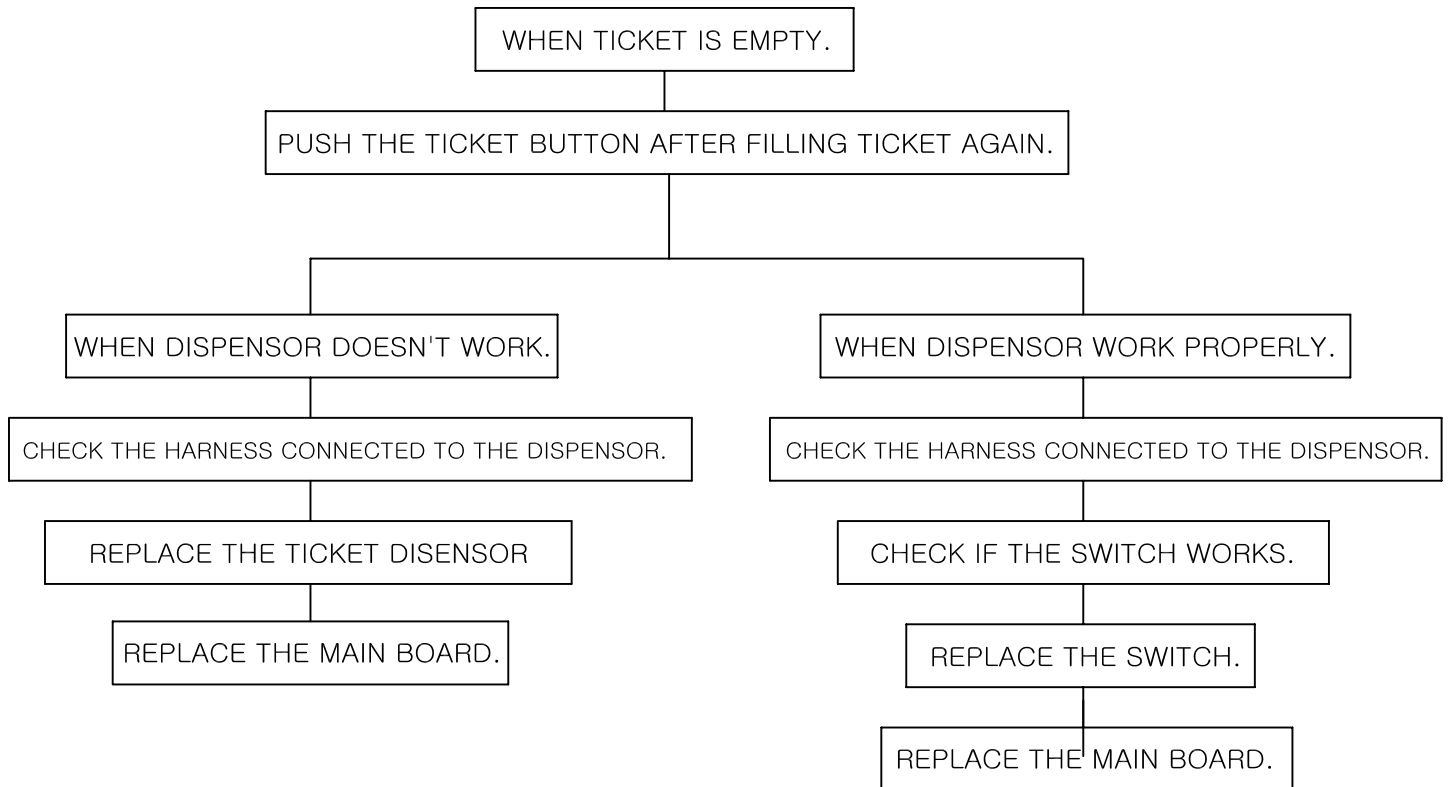 WHEN TICKET IS EMPTY.
PUSH THE TICKET BUTTON AFTER FILLING TICKET AGAIN.
WHEN DISPENSOR DOESN'T WORK.
CHECK THE HARNESS CONNECTED TO THE DISPENSOR.
REPLACE THE TICKET DISENSOR
REPLACE THE MAIN BOARD.
WHEN DISPENSOR WORK PROPERLY.
CHECK THE HARNESS CONNECTED TO THE DISPENSOR.
CHECK IF THE SWITCH WORKS.
REPLACE THE SWITCH.
REPLACE THE MAIN BOARD.